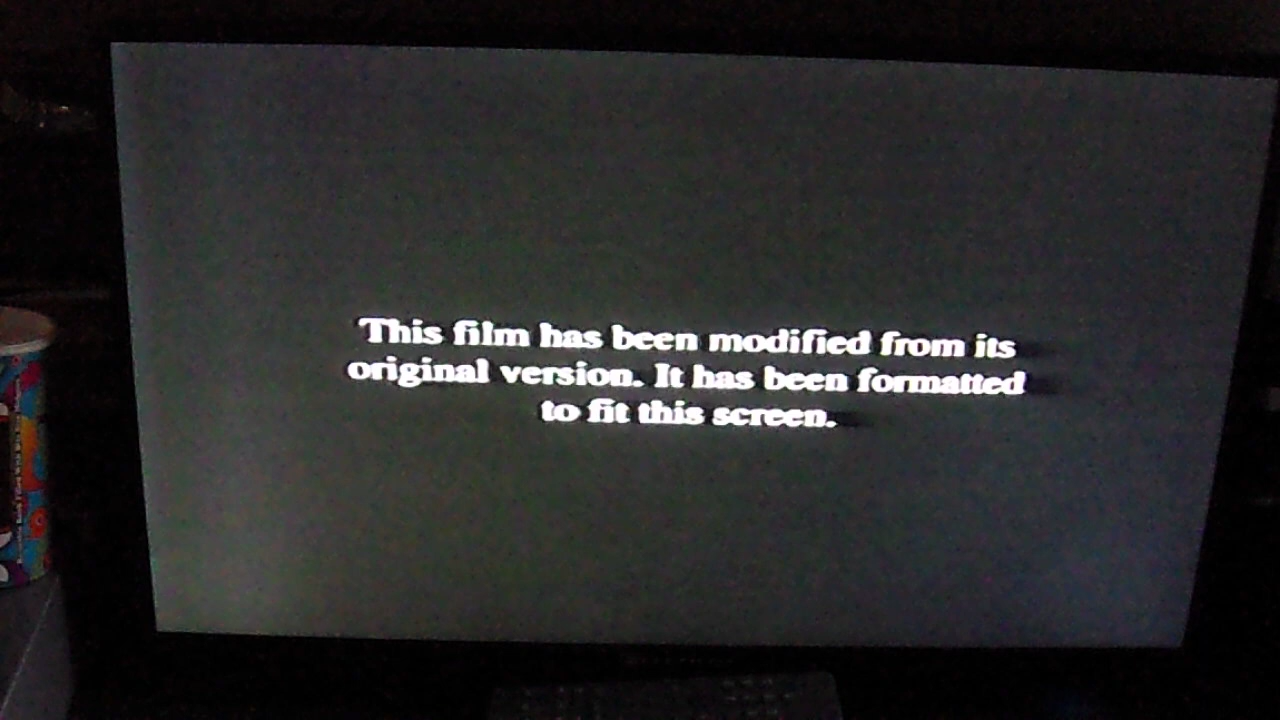 This film has been modified from its
original version. It has been formatted
to fit this screen.